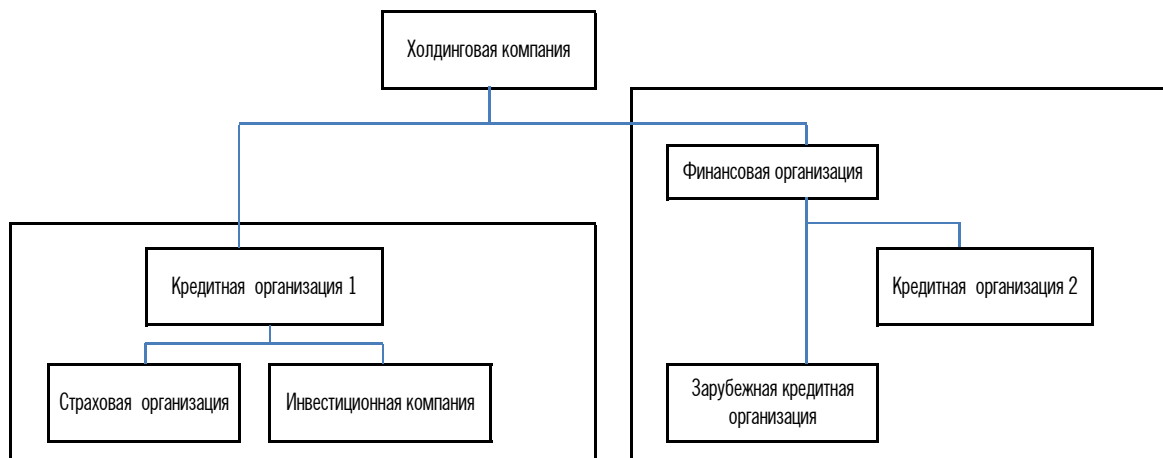 Холдинговая компания
Финансовая организация
Кредитная организация 1
Кредитная организация 2
Страховая организация
Инвестиционная компания
Зарубежная кредитная
организация